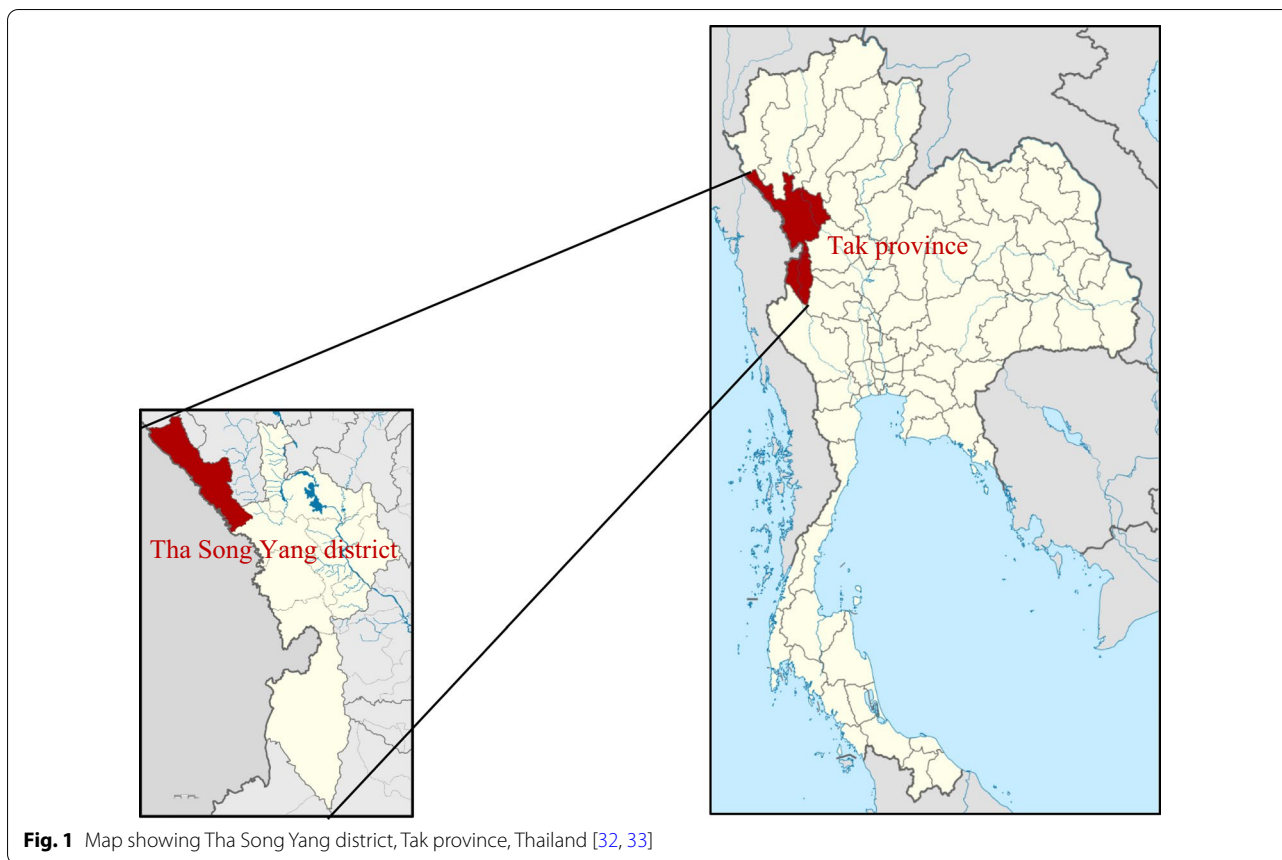 Tak province
Tha Song Yang district
Fig. 1 Map showing Tha Song Yang district, Tak province, Thailand [32, 33]